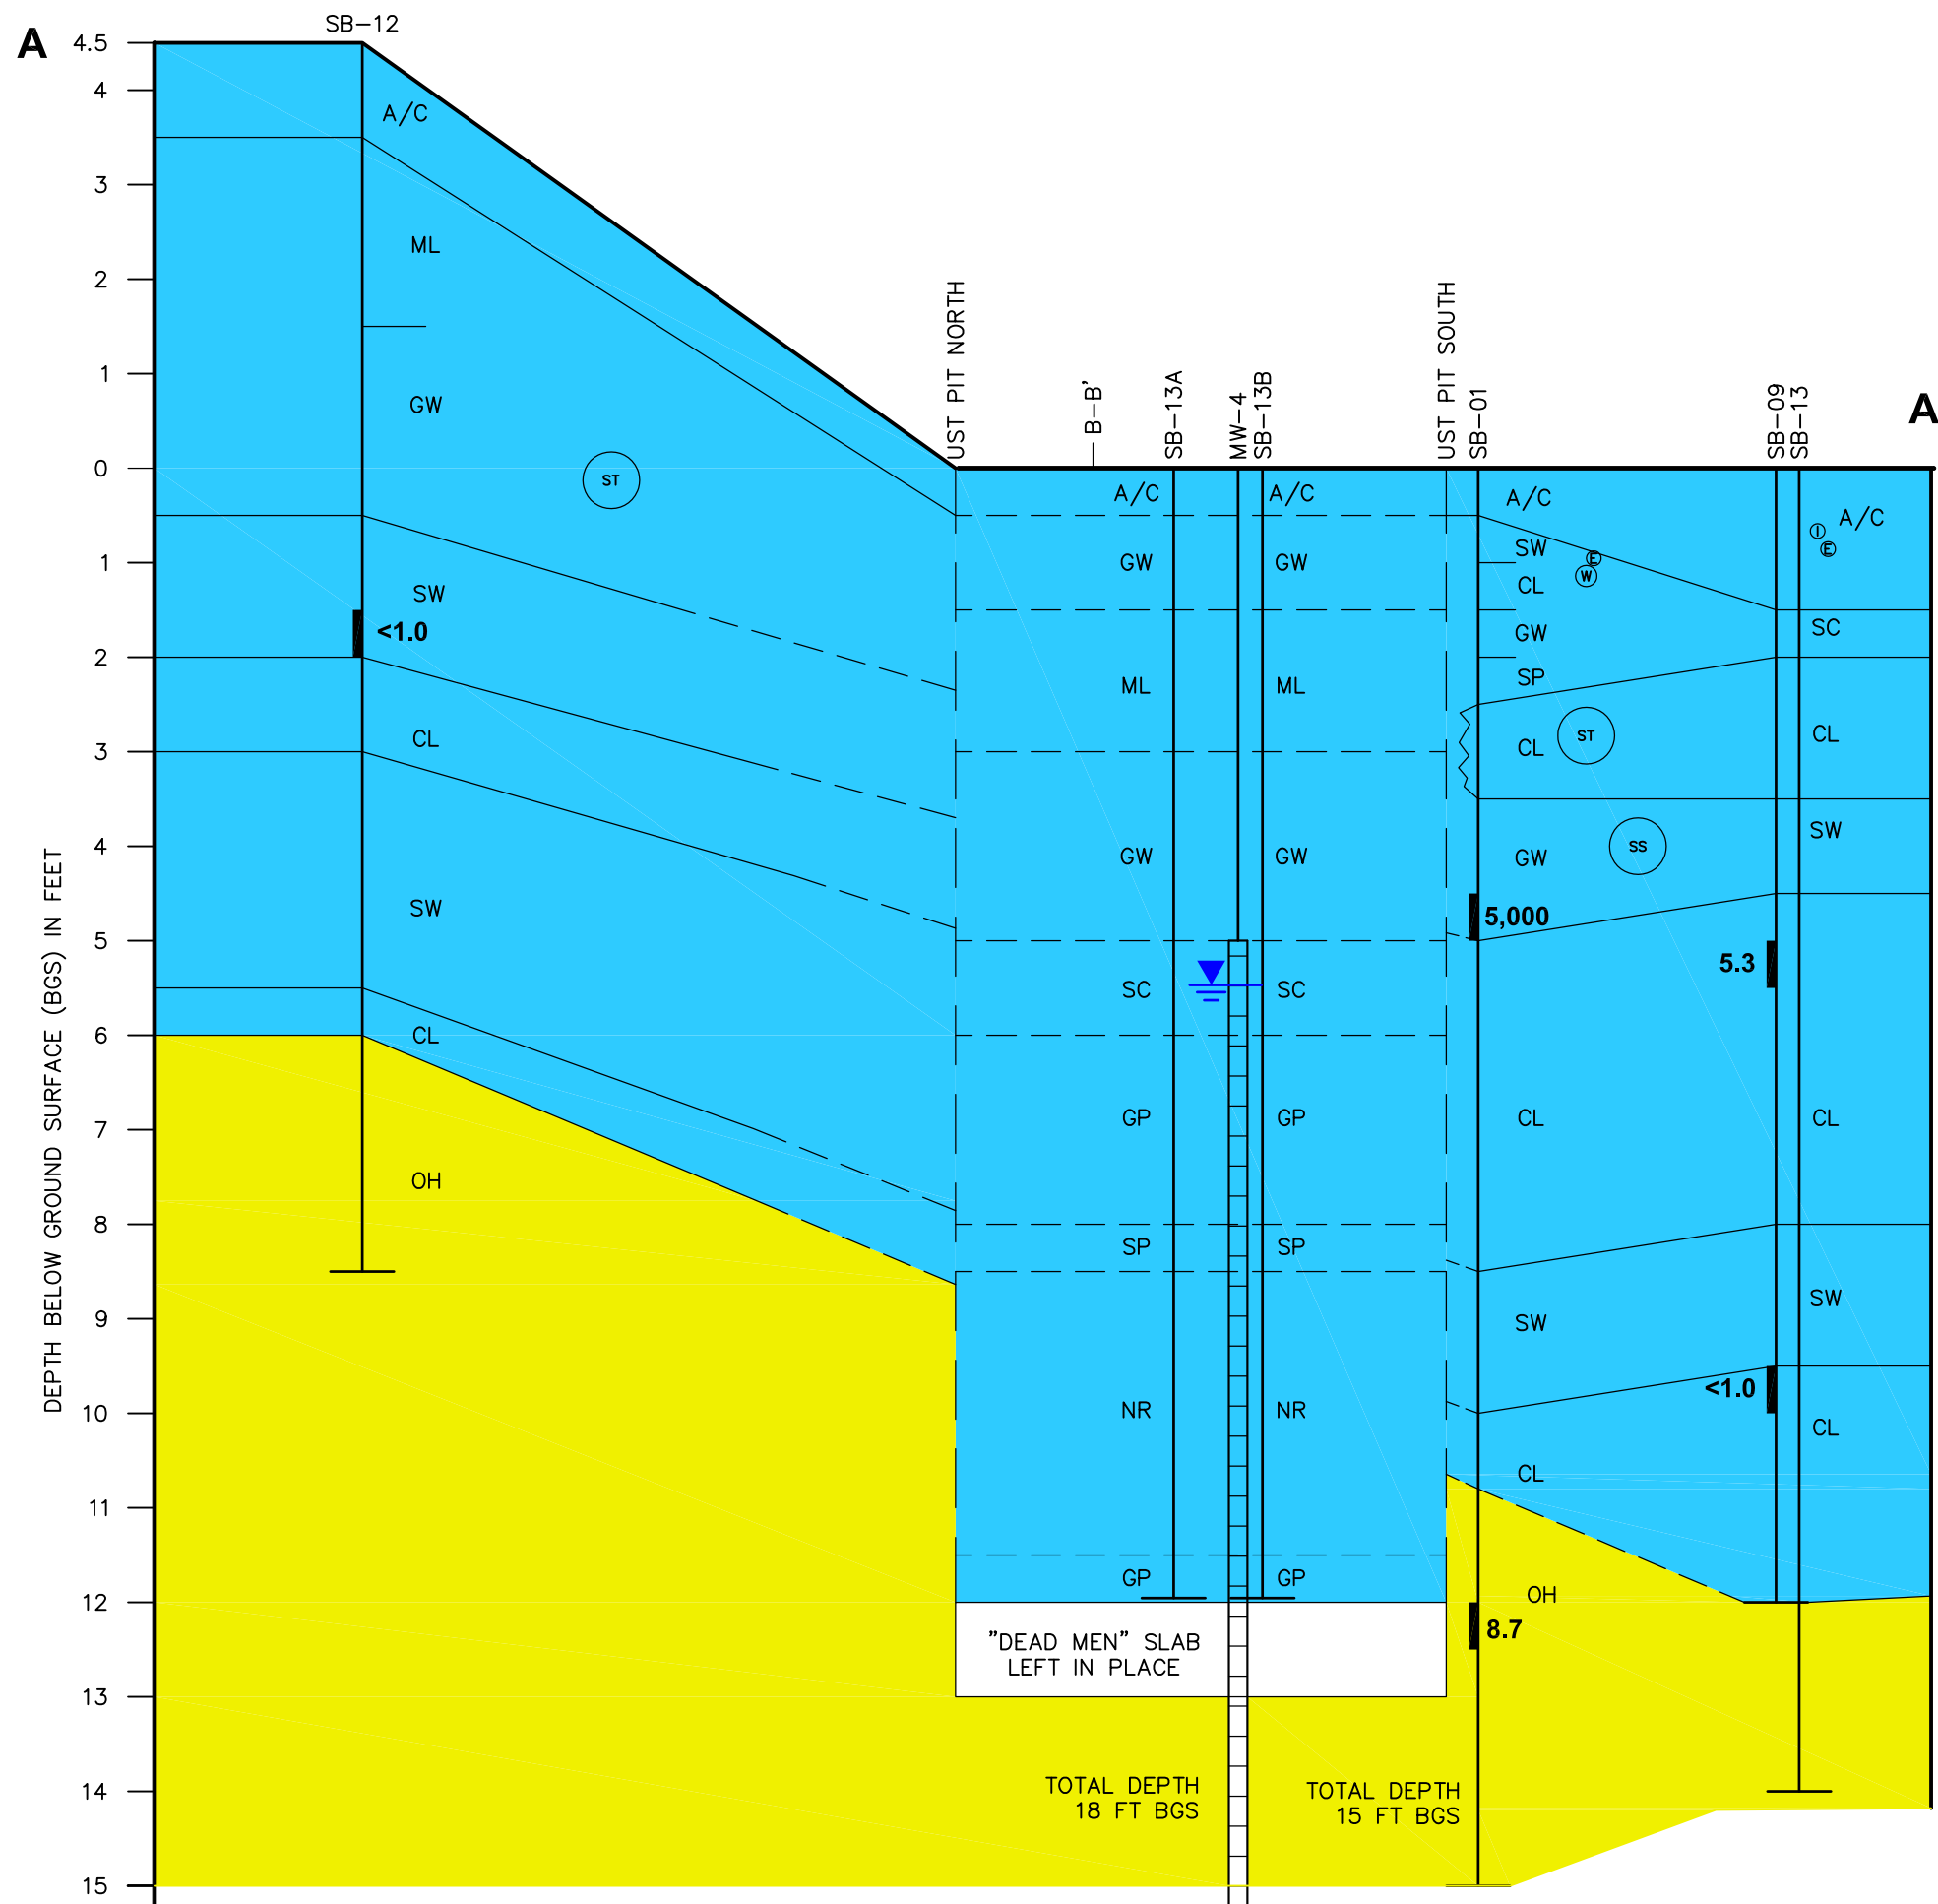 A
SB-12
4.5
4
3
2
1
0
1
2
3
4
5
6
7
8
9
10
11
12
13
14
15
DEPTH BELOW GROUND SURFACE (BGS) IN FEET
A/C
ML
GW
ST
SW
<1.0
CL
SW
CL
OH
UST PIT NORTH
B-B'
SB-13A
MW-4
SB-13B
UST PIT SOUTH
SB-01
SB-09
SB-13
A
A/C
A/C
GW
GW
ML
ML
GW
GW
SC
SC
GP
GP
SP
SP
NR
NR
GP
GP
"DEAD MEN" SLAB
LEFT IN PLACE
TOTAL DEPTH
18 FT BGS
TOTAL DEPTH
15 FT BGS
A/C
SW
E
CL
W
GW
SP
CL
ST
GW
SS
5,000
CL
SW
CL
OH
8.7
I
A/C
E
SC
CL
SW
5.3
CL
SW
<1.0
CL